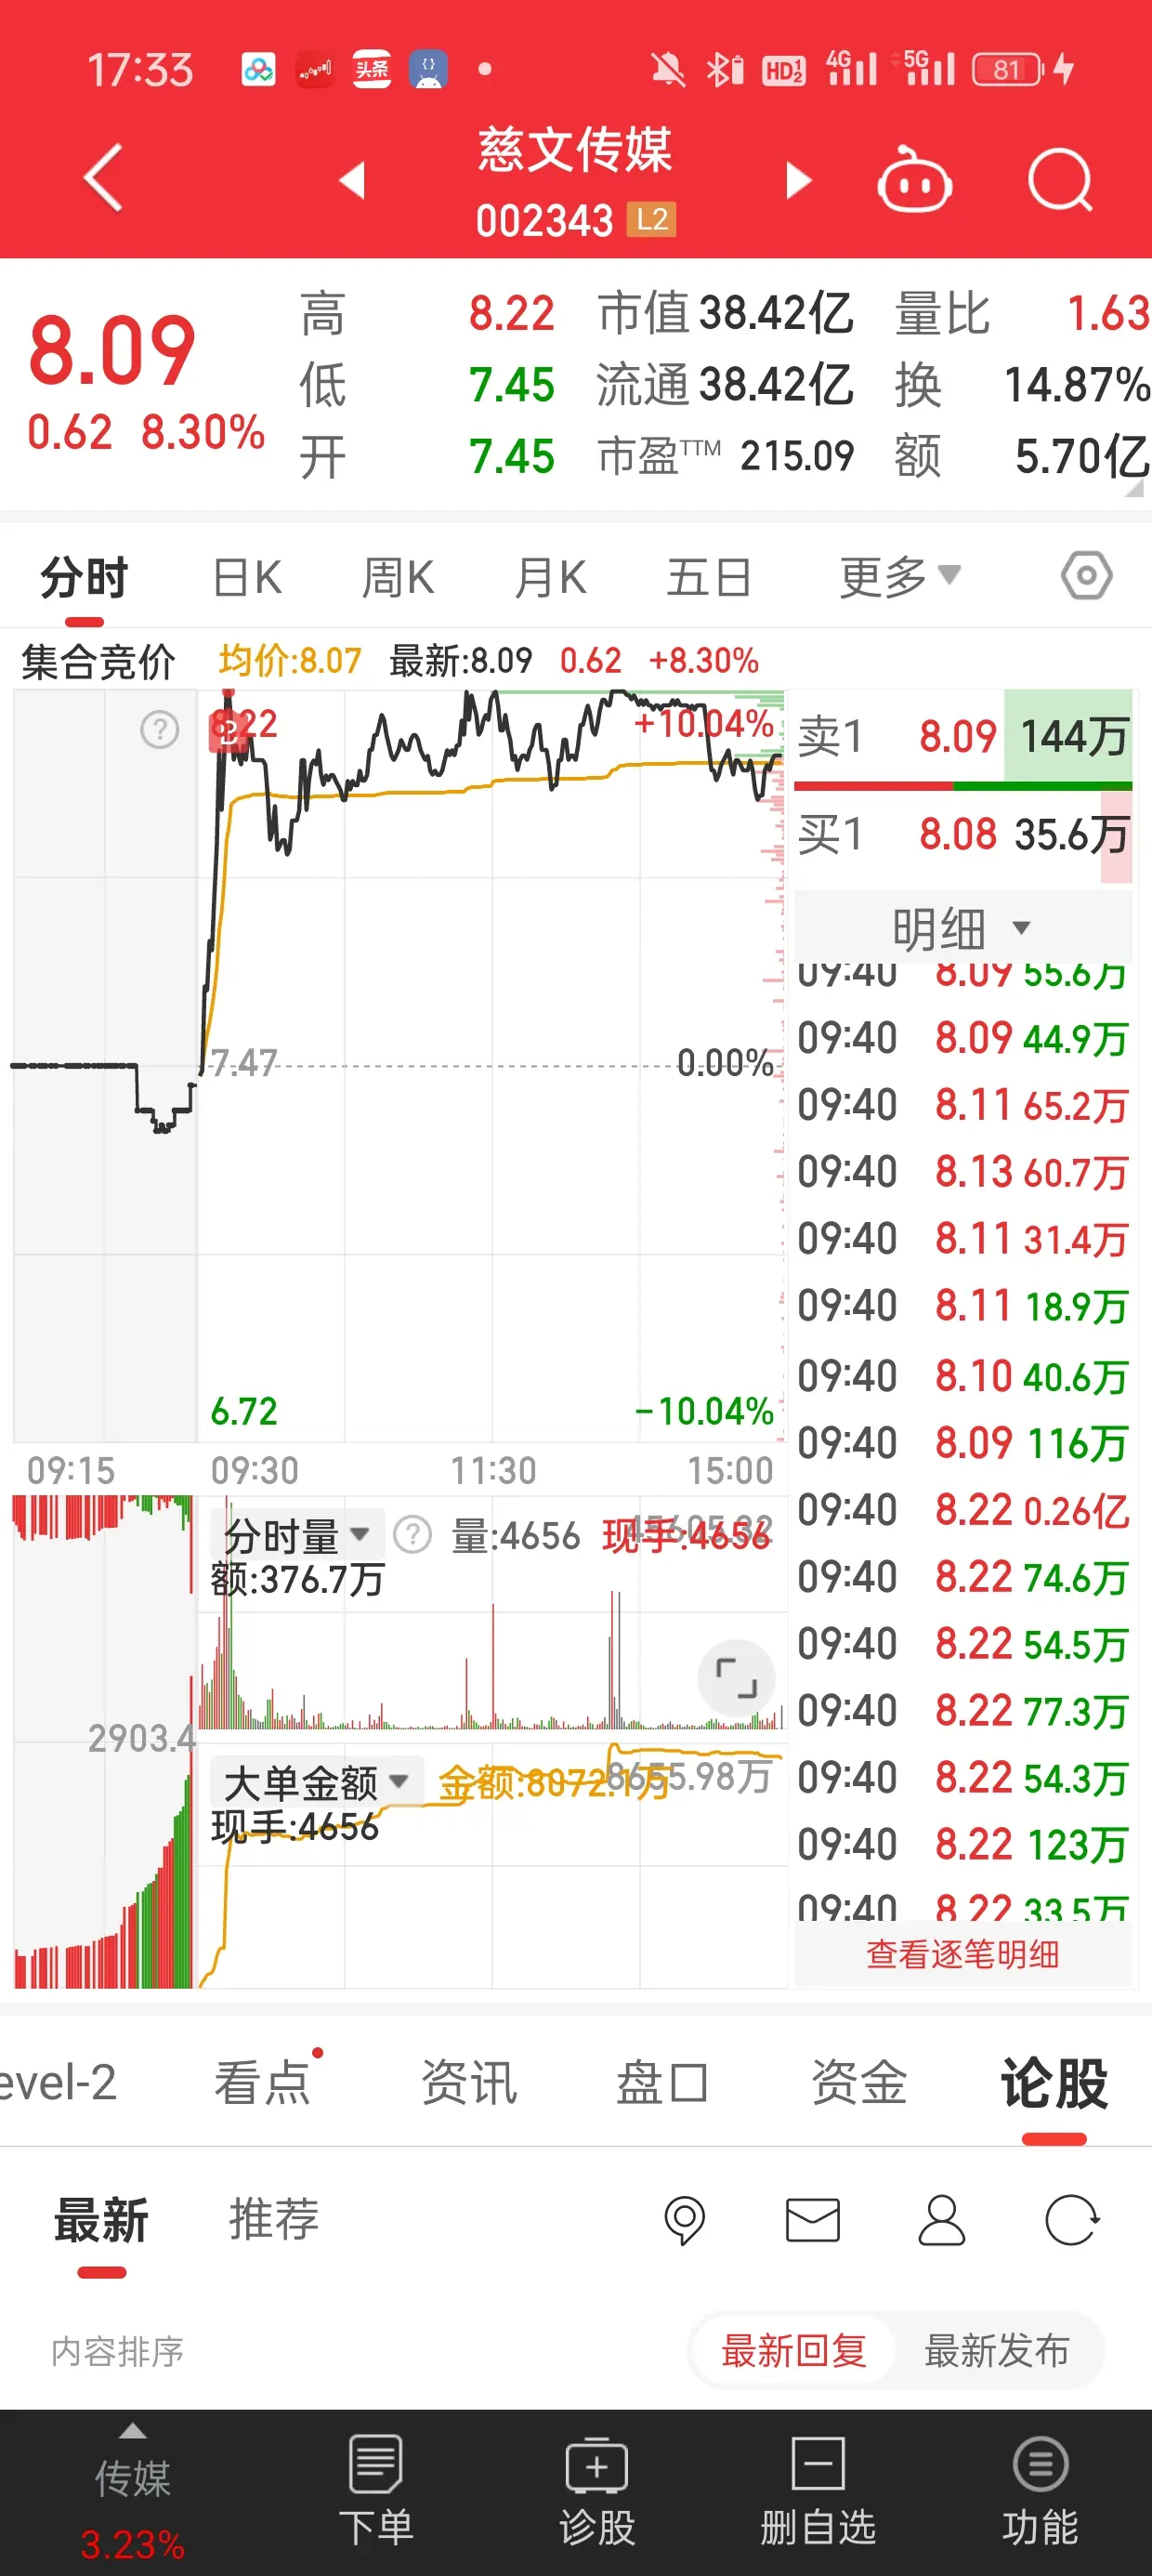 17:33 头条 HD12 4G 5G 81
慈文传媒
002343 L2
8.09
0.62 8.30%
高 8.22 市值 38.42亿 量比 1.63
低 7.45 流通 38.42亿 换 14.87%
开 7.45 市盈TTM 215.09 额 5.70亿
分时 日K 周K 月K 五日 更多
集合竞价 均价:8.07 最新:8.09 0.62 +8.30%
8.22 +10.04%
7.47 0.00%
6.72 -10.04%
09:15 09:30 11:30 15:00
卖1 8.09 144万
买1 8.08 35.6万
明细
09:40 8.09 55.6万
09:40 8.09 44.9万
09:40 8.11 65.2万
09:40 8.13 60.7万
09:40 8.11 31.4万
09:40 8.11 18.9万
09:40 8.10 40.6万
09:40 8.09 116万
09:40 8.22 0.26亿
09:40 8.22 74.6万
09:40 8.22 54.5万
09:40 8.22 77.3万
09:40 8.22 54.3万
09:40 8.22 123万
09:40 8.22 33.5万
查看逐笔明细
分时量 量:4656 现手:4656
额:376.7万
2903.4
大单金额 金额:8072.1万 8655.98万
现手:4656
evel-2 看点 资讯 盘口 资金 论股
最新 推荐
内容排序 最新回复 最新发布
传媒
3.23%
下单 诊股 删自选 功能